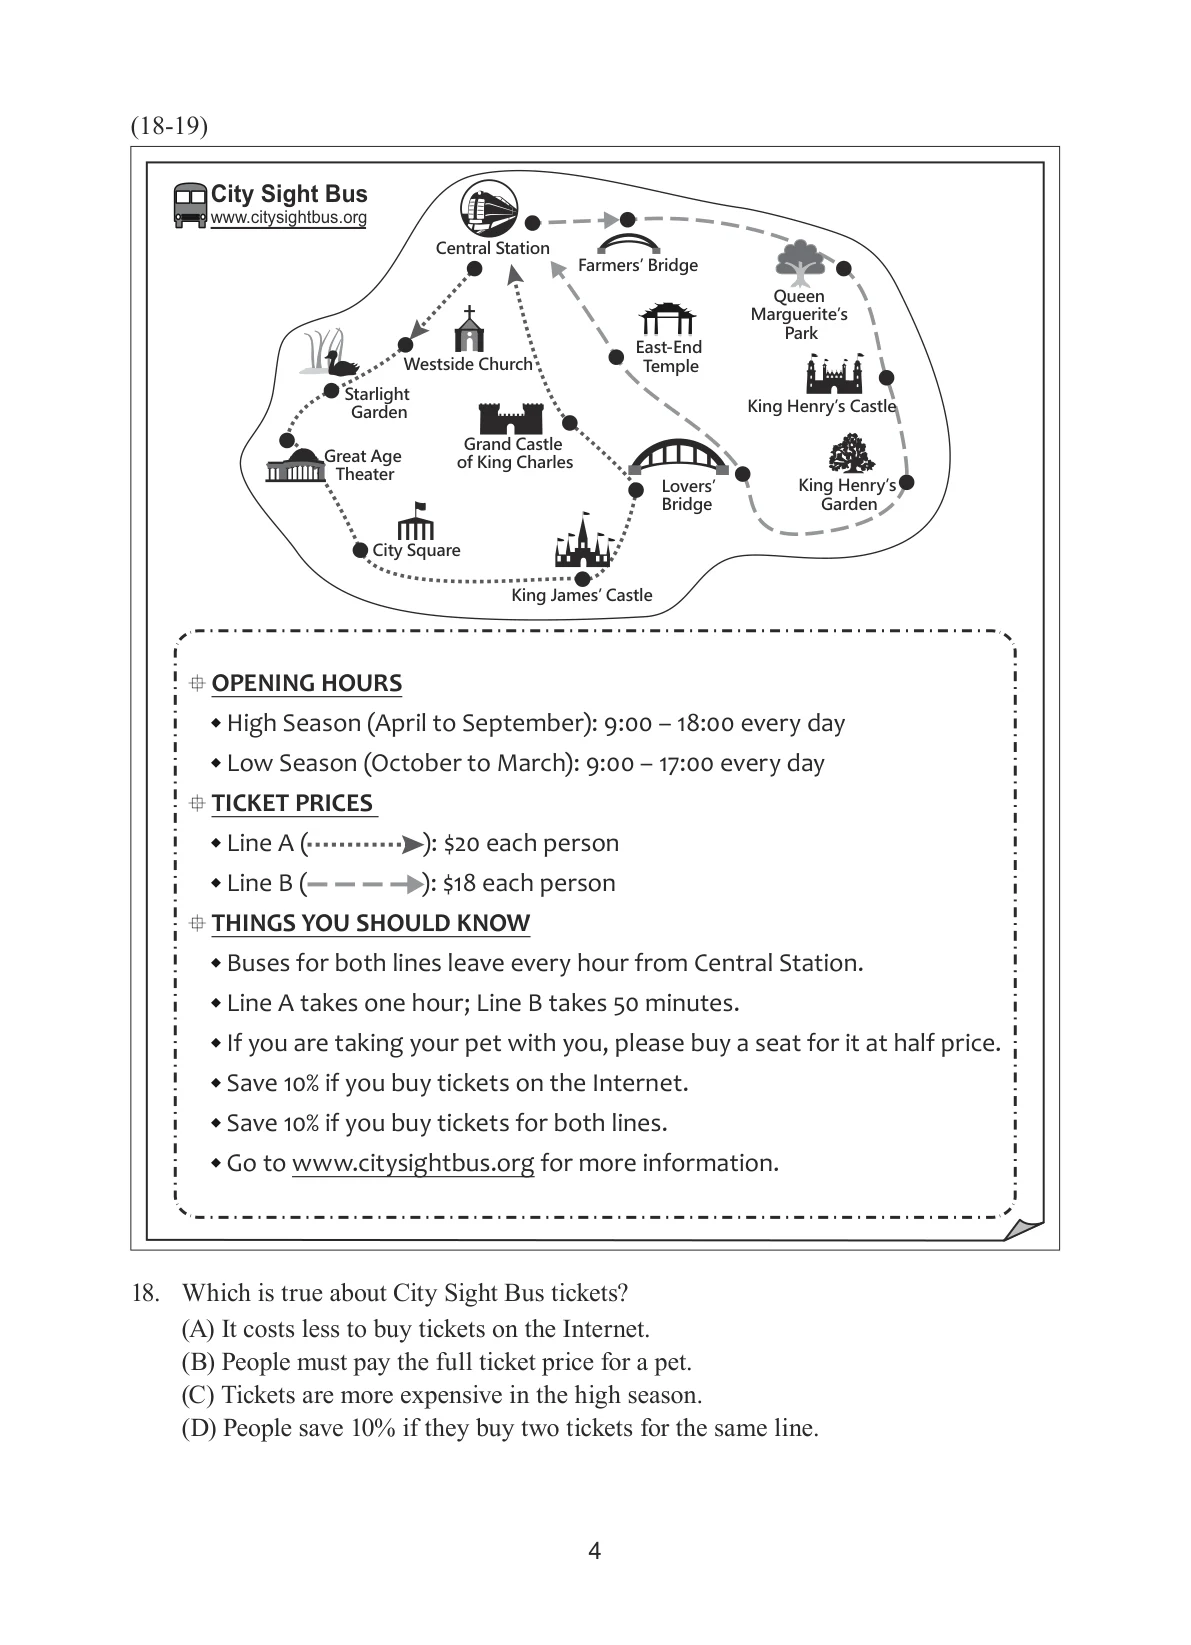 (18-19)
City Sight Bus
www.citysightbus.org
Central Station
Farmers' Bridge
Queen
Marguerite's
Park
East-End
Temple
Westside Church
King Henry's Castle
Starlight
Garden
Grand Castle
of King Charles
Great Age
Theater
Lovers'
Bridge
King Henry's
Garden
City Square
King James' Castle
OPENING HOURS
◆ High Season (April to September): 9:00 – 18:00 every day
◆ Low Season (October to March): 9:00 – 17:00 every day
TICKET PRICES
◆ Line A (): $20 each person
◆ Line B (): $18 each person
THINGS YOU SHOULD KNOW
◆ Buses for both lines leave every hour from Central Station.
◆ Line A takes one hour; Line B takes 50 minutes.
◆ If you are taking your pet with you, please buy a seat for it at half price.
◆ Save 10% if you buy tickets on the Internet.
◆ Save 10% if you buy tickets for both lines.
◆ Go to www.citysightbus.org for more information.
18. Which is true about City Sight Bus tickets?
(A) It costs less to buy tickets on the Internet.
(B) People must pay the full ticket price for a pet.
(C) Tickets are more expensive in the high season.
(D) People save 10% if they buy two tickets for the same line.
4